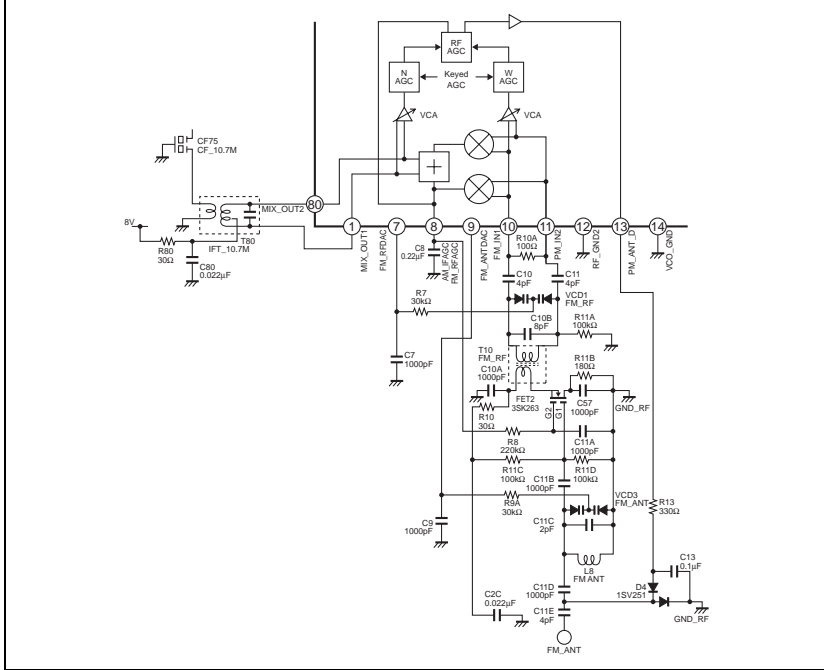 RF
AGC
N
AGC
Keyed
AGC
W
AGC
VCA
VCA
CF75
CF_10.7M
MIX_OUT2
80
8V
R80
30Ω
IFT_10.7M
T80
C80
0.022µF
1
7
8
9
10
11
12
13
14
MIX_OUT1
FM_RFDAC
AM_IFAGC
FM_RFAGC
FM_ANTDAC
FM_IN1
PM_IN2
RF_GND2
PM_ANT_D
VCO_GND
C8
0.22µF
R10A
100Ω
C10
4pF
C11
4pF
VCD1
FM_RF
R7
30kΩ
C10B
8pF
R11A
100kΩ
T10
FM_RF
C7
1000pF
C10A
1000pF
R11B
180Ω
FET2
3SK263
G2
G1
C57
1000pF
GND_RF
R10
30Ω
R8
220kΩ
C11A
1000pF
R11C
100kΩ
R11D
100kΩ
C11B
1000pF
VCD3
FM_ANT
R9A
30kΩ
R13
330Ω
C9
1000pF
C11C
2pF
L8
FM ANT
C13
0.1µF
C11D
1000pF
D4
1SV251
C2C
0.022µF
C11E
4pF
GND_RF
FM_ANT